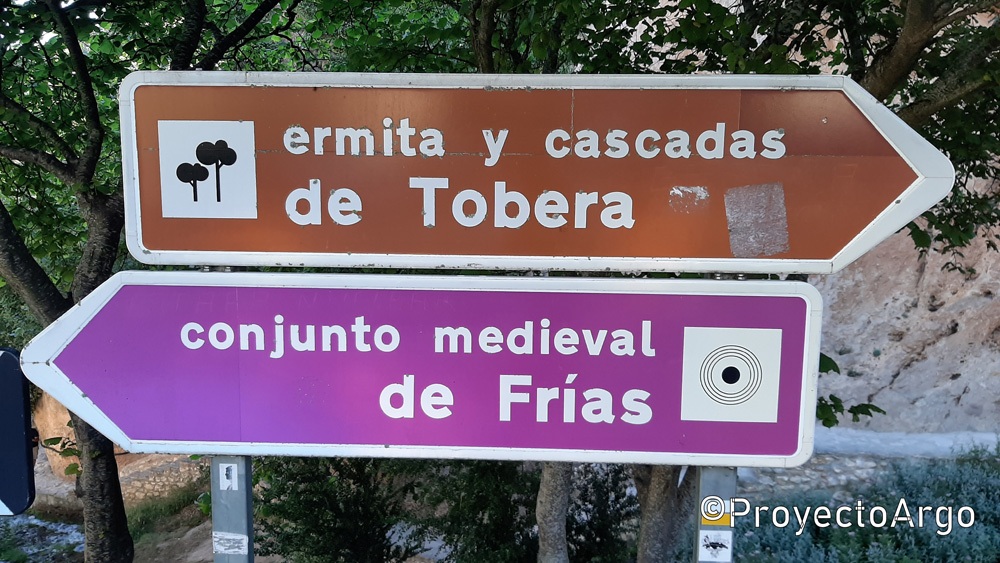 ermita y cascadas
de Tobera
conjunto medieval
de Frías
©ProyectoArgo